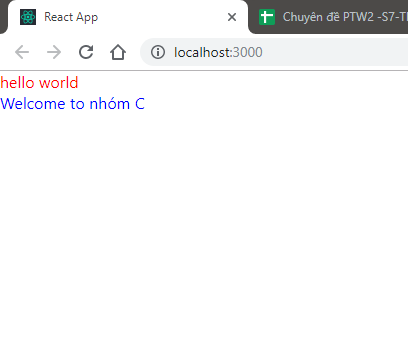 React App
Chuyên đề PTW2 -S7-T
localhost:3000
hello world
Welcome to nhóm C